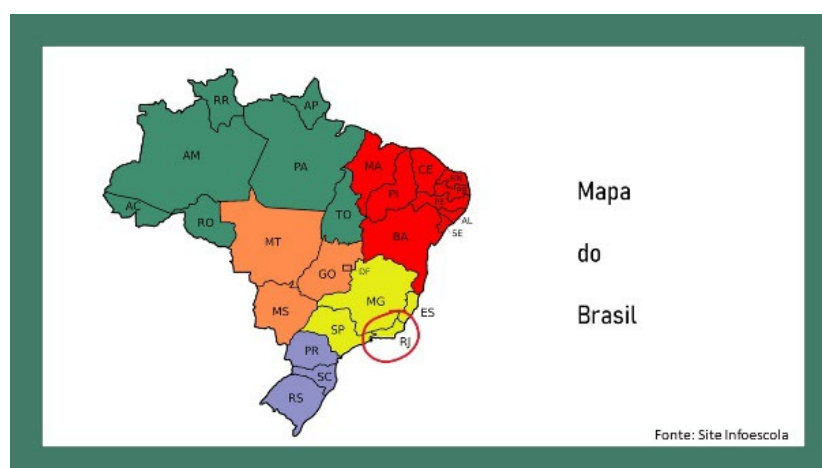 RR
AP
AM
PA
MA
CE
RN
PI
AC
TO
RO
AL
SE
BA
MT
GO
DF
MG
ES
MS
SP
RJ
PR
SC
RS
Mapa
do
Brasil
Fonte: Site Infoescola